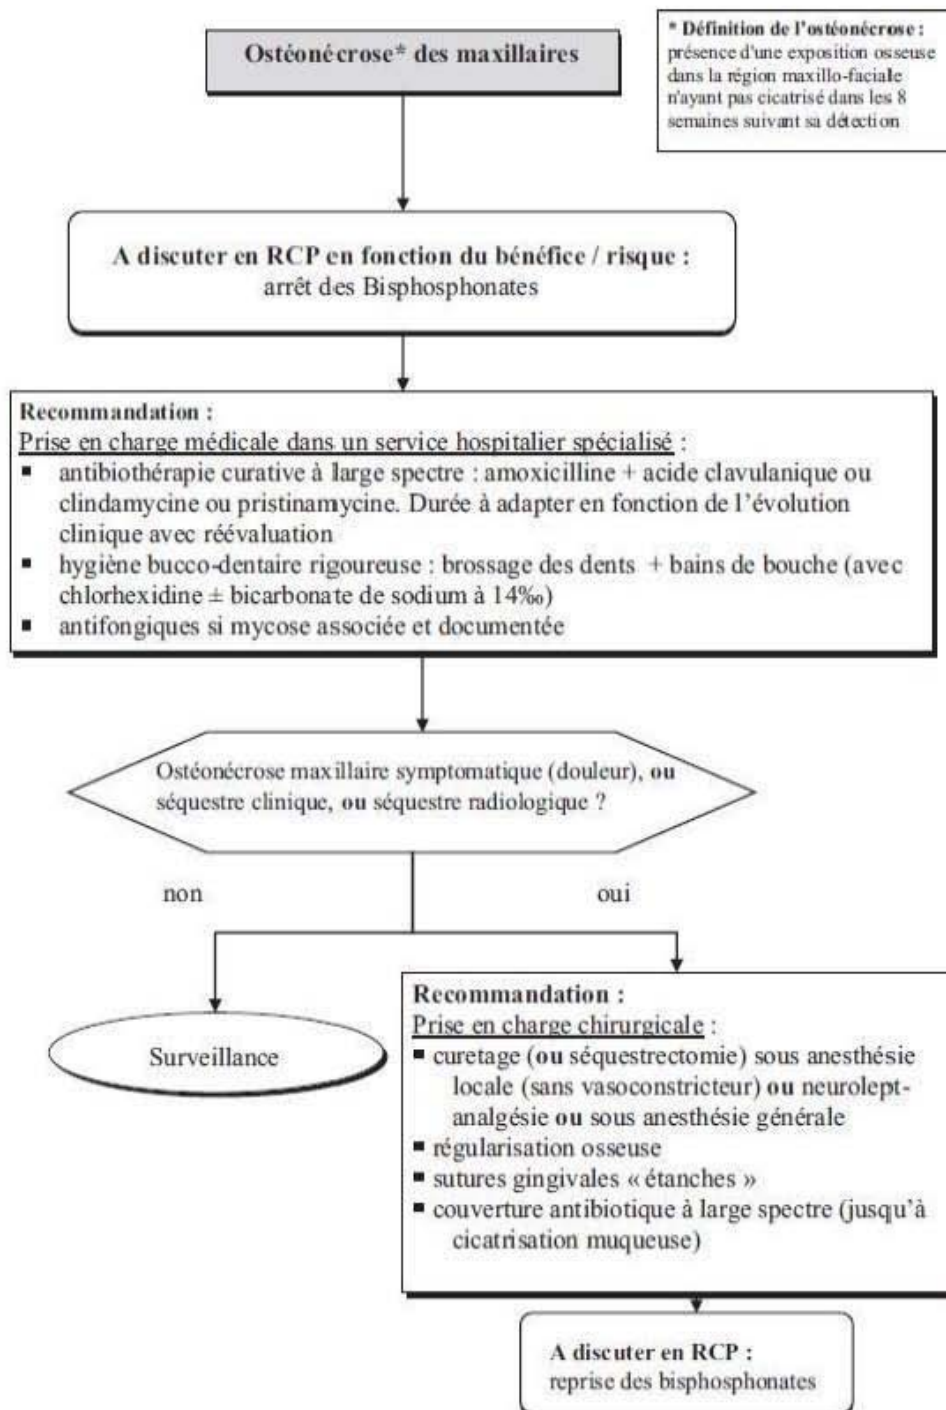 Ostéonécrose* des maxillaires
* Définition de l'ostéonécrose :
présence d'une exposition osseuse
dans la région maxillo-faciale
n'ayant pas cicatrisé dans les 8
semaines suivant sa détection
A discuter en RCP en fonction du bénéfice / risque :
arrêt des Bisphosphonates
Recommandation :
Prise en charge médicale dans un service hospitalier spécialisé :
▪ antibiothérapie curative à large spectre : amoxicilline + acide clavulanique ou
clindamycine ou pristinamycine. Durée à adapter en fonction de l'évolution
clinique avec réévaluation
▪ hygiène bucco-dentaire rigoureuse : brossage des dents + bains de bouche (avec
chlorhexidine ± bicarbonate de sodium à 14‰)
▪ antifongiques si mycose associée et documentée
Ostéonécrose maxillaire symptomatique (douleur), ou
séquestre clinique, ou séquestre radiologique ?
non
oui
Surveillance
Recommandation :
Prise en charge chirurgicale :
▪ curetage (ou séquestrectomie) sous anesthésie
locale (sans vasoconstricteur) ou neurolept-
analgésie ou sous anesthésie générale
▪ régularisation osseuse
▪ sutures gingivales « étanches »
▪ couverture antibiotique à large spectre (jusqu'à
cicatrisation muqueuse)
A discuter en RCP :
reprise des bisphosphonates